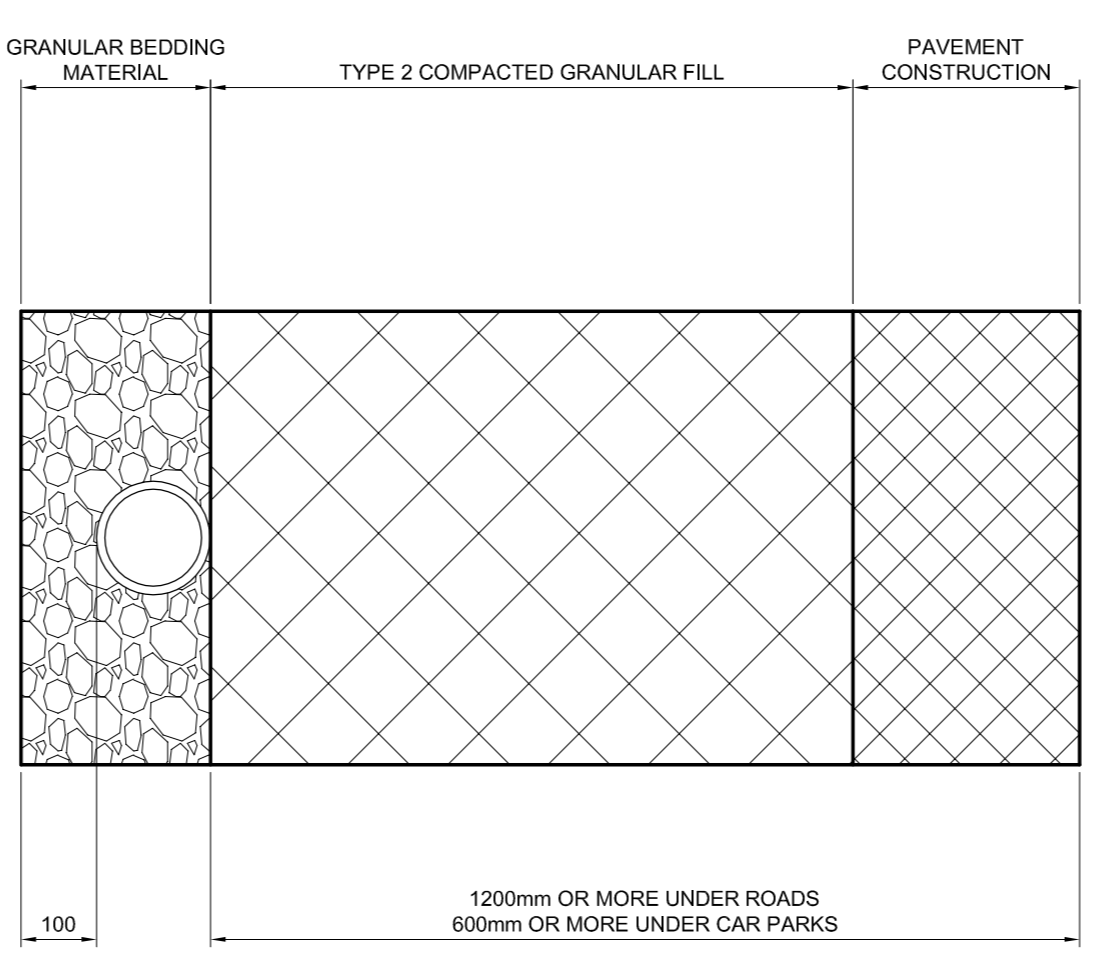 GRANULAR BEDDING
MATERIAL
TYPE 2 COMPACTED GRANULAR FILL
PAVEMENT
CONSTRUCTION
100
1200mm OR MORE UNDER ROADS
600mm OR MORE UNDER CAR PARKS